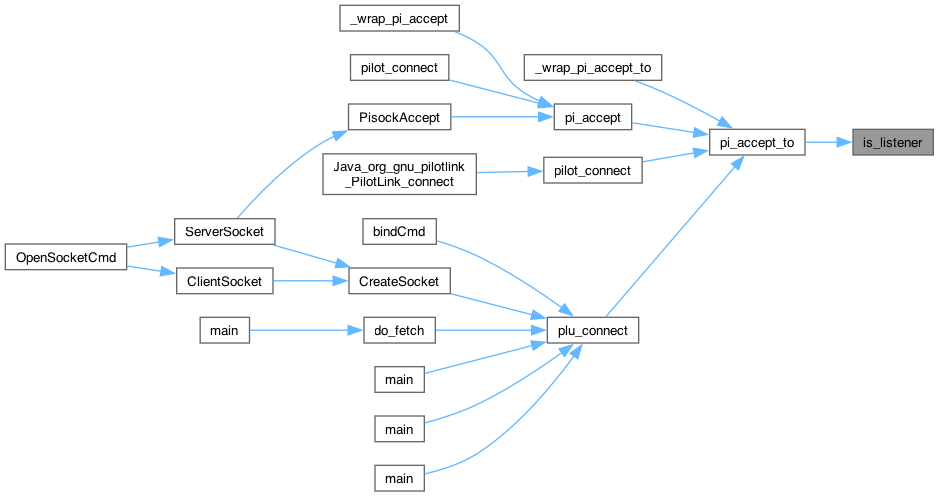 _wrap_pi_accept
pilot_connect
_wrap_pi_accept_to
PisockAccept
pi_accept
is_listener
pi_accept_to
Java_org_gnu_pilotlink
_PilotLink_connect
pilot_connect
ServerSocket
bindCmd
OpenSocketCmd
ClientSocket
CreateSocket
main
do_fetch
plu_connect
main
main
main